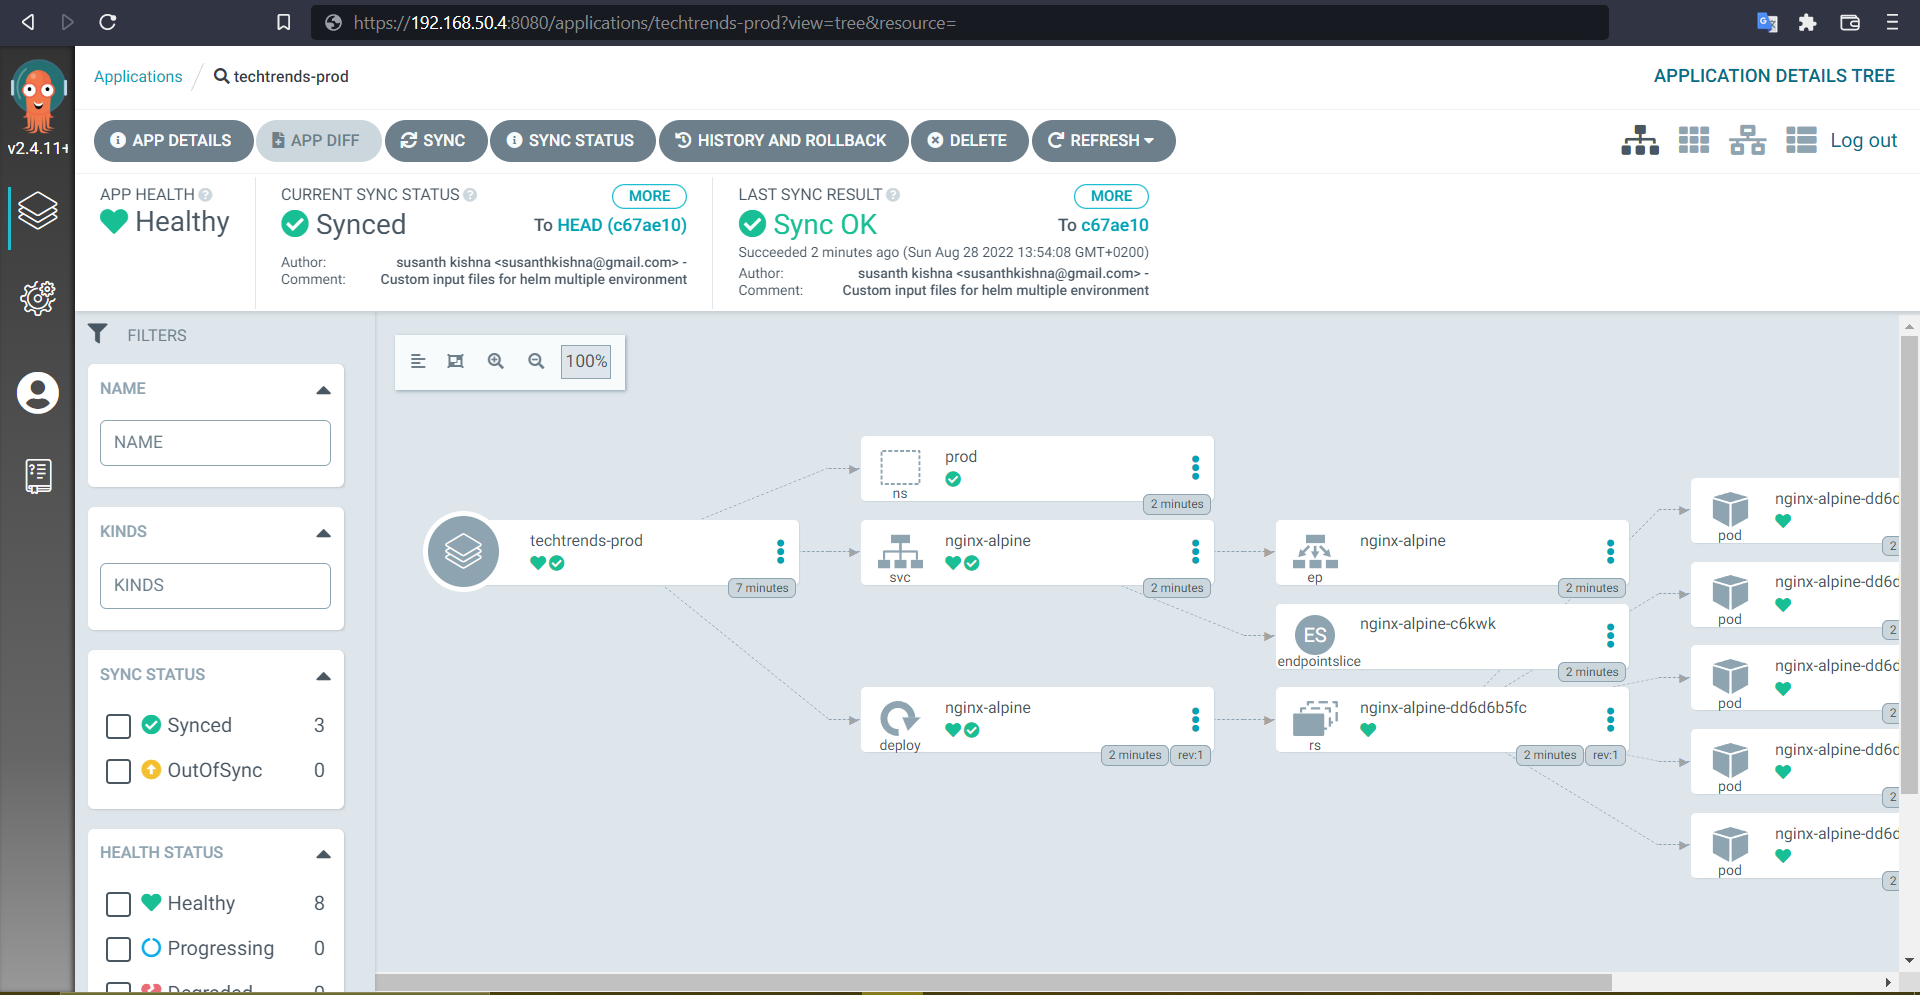 https://192.168.50.4:8080/applications/techtrends-prod?view=tree&resource=
v2.4.11+
Applications / techtrends-prod
APPLICATION DETAILS TREE
APP DETAILS
APP DIFF
SYNC
SYNC STATUS
HISTORY AND ROLLBACK
DELETE
REFRESH
Log out
APP HEALTH
Healthy
CURRENT SYNC STATUS
MORE
Synced
To HEAD (c67ae10)
Author: susanth kishna <susanthkishna@gmail.com> -
Comment: Custom input files for helm multiple environment
LAST SYNC RESULT
MORE
Sync OK
To c67ae10
Succeeded 2 minutes ago (Sun Aug 28 2022 13:54:08 GMT+0200)
Author: susanth kishna <susanthkishna@gmail.com> -
Comment: Custom input files for helm multiple environment
FILTERS
NAME
NAME
KINDS
KINDS
SYNC STATUS
Synced 3
OutOfSync 0
HEALTH STATUS
Healthy 8
Progressing 0
Degraded 0
100%
techtrends-prod
7 minutes
prod
ns
2 minutes
nginx-alpine
svc
2 minutes
nginx-alpine
deploy
2 minutes
rev:1
nginx-alpine
ep
2 minutes
ES
nginx-alpine-c6kwk
endpointslice
2 minutes
nginx-alpine-dd6d6b5fc
rs
2 minutes
rev:1
nginx-alpine-dd6d
pod
2
nginx-alpine-dd6d
pod
2
nginx-alpine-dd6d
pod
2
nginx-alpine-dd6d
pod
2
nginx-alpine-dd6d
pod
2